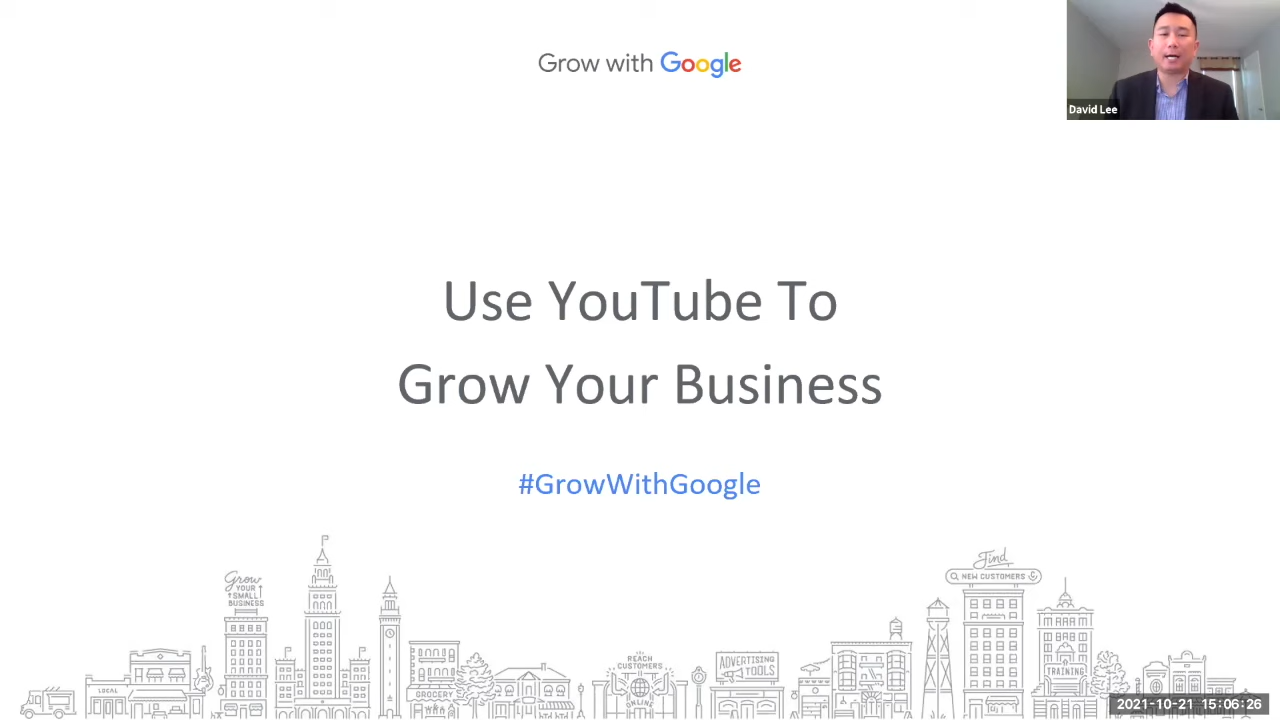 Grow with Google
David Lee
Use YouTube To
Grow Your Business
#GrowWithGoogle
Grow
YOUR
SMALL
BUSINESS
Find
NEW CUSTOMERS
REACH
CUSTOMERS
ONLINE
ADVERTISING
TOOLS
LOCAL
GROCERY
TRAINING
2021-10-21 15:06:26